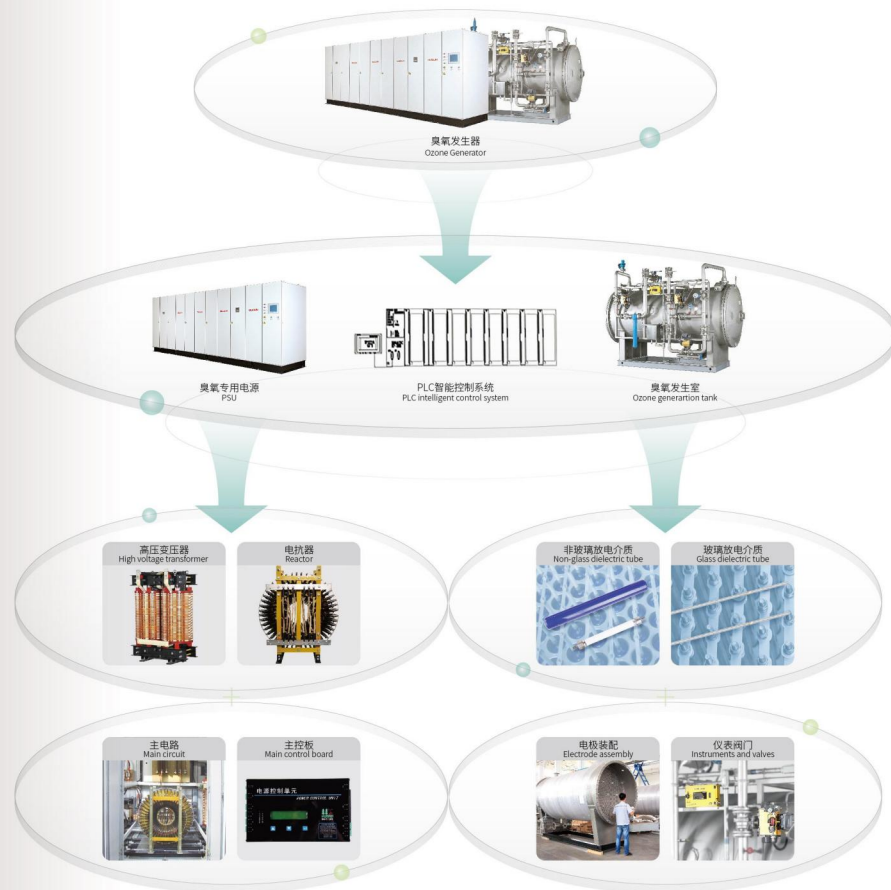 臭氧发生器
Ozone Generator
臭氧专用电源
PSU
PLC智能控制系统
PLC intelligent control system
臭氧发生室
Ozone generartion tank
高压变压器
High voltage transformer
电抗器
Reactor
非玻璃放电介质
Non-glass dielectric tube
玻璃放电介质
Glass dielectric tube
主电路
Main circuit
主控板
Main control board
电源控制单元
POWER CONTROL UNIT
电极装配
Electrode assembly
仪表阀门
Instruments and valves